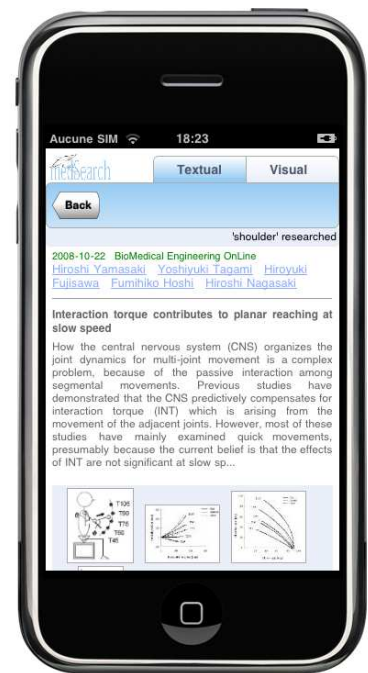 Aucune SIM 18:23
medSearch Textual Visual
Back
'shoulder' researched
2008-10-22 BioMedical Engineering OnLine
Hiroshi Yamasaki Yoshiyuki Tagami Hiroyuki
Fujisawa Fumihiko Hoshi Hiroshi Nagasaki
Interaction torque contributes to planar reaching at
slow speed
How the central nervous system (CNS) organizes the
joint dynamics for multi-joint movement is a complex
problem, because of the passive interaction among
segmental movements. Previous studies have
demonstrated that the CNS predictively compensates for
interaction torque (INT) which is arising from the
movement of the adjacent joints. However, most of these
studies have mainly examined quick movements,
presumably because the current belief is that the effects
of INT are not significant at slow sp...
T105
T90
T75
T60
T45